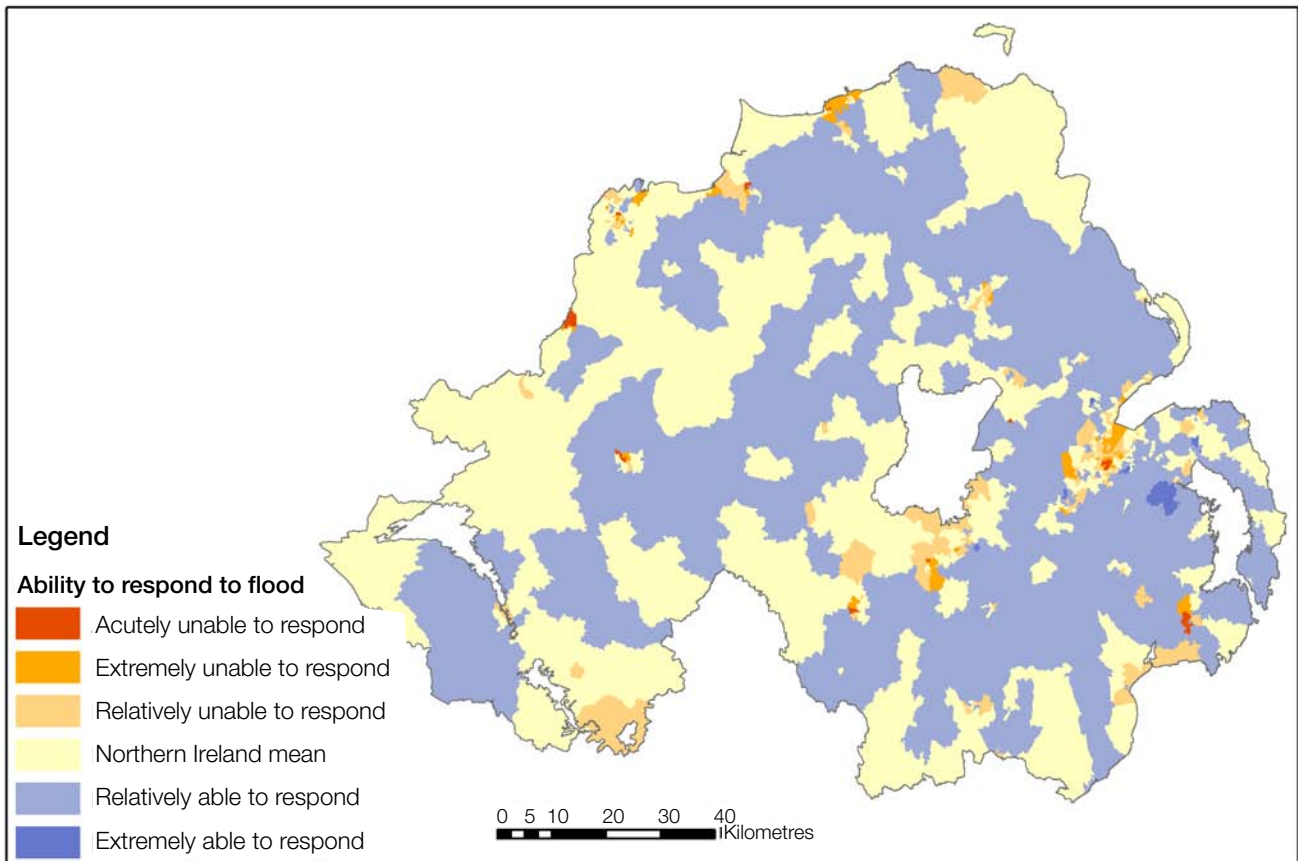 Legend
Ability to respond to flood
Acutely unable to respond
Extremely unable to respond
Relatively unable to respond
Northern Ireland mean
Relatively able to respond
Extremely able to respond
0 5 10 20 30 40
Kilometres